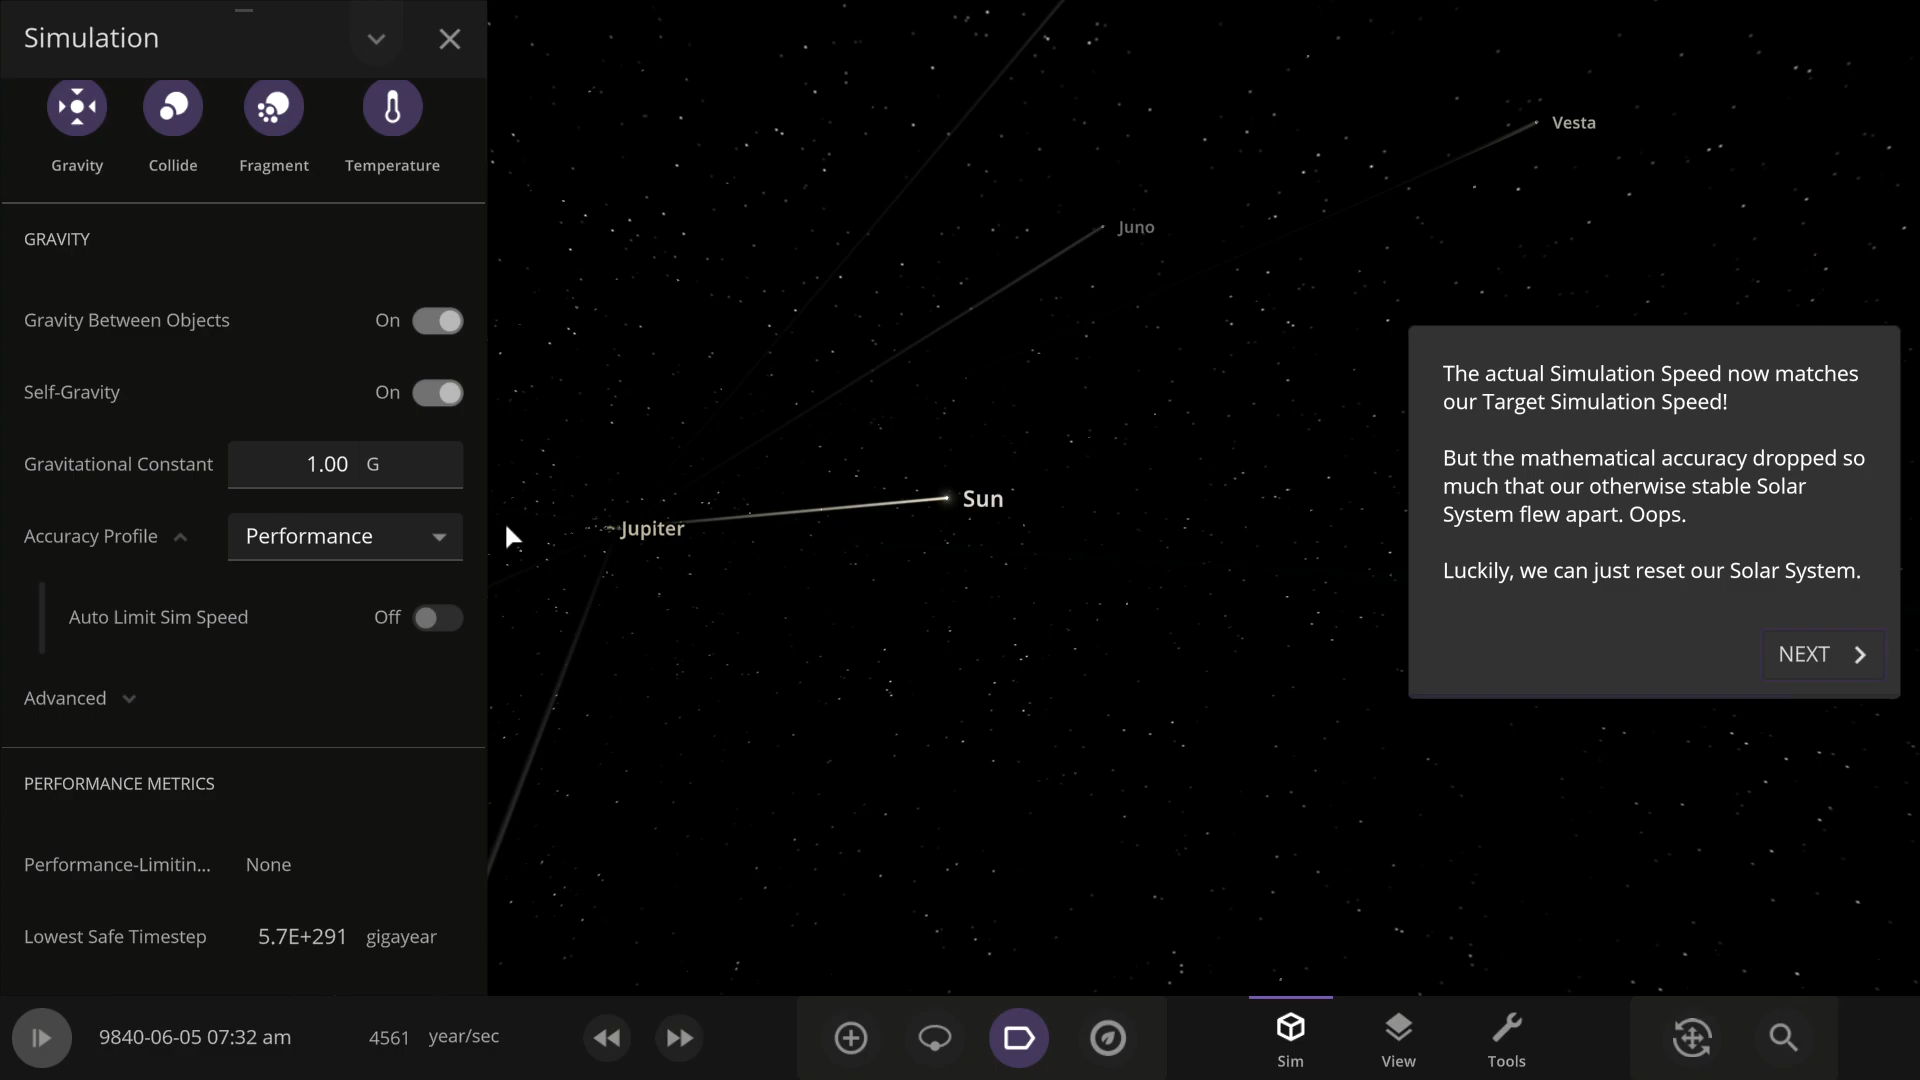 Simulation
Gravity
Collide
Fragment
Temperature
GRAVITY
Gravity Between Objects On
Self-Gravity On
Gravitational Constant 1.00 G
Accuracy Profile Performance
Auto Limit Sim Speed Off
Advanced
PERFORMANCE METRICS
Performance-Limitin... None
Lowest Safe Timestep 5.7E+291 gigayear
Vesta
Juno
Sun
Jupiter
The actual Simulation Speed now matches
our Target Simulation Speed!
But the mathematical accuracy dropped so
much that our otherwise stable Solar
System flew apart. Oops.
Luckily, we can just reset our Solar System.
NEXT
9840-06-05 07:32 am
4561 year/sec
Sim
View
Tools